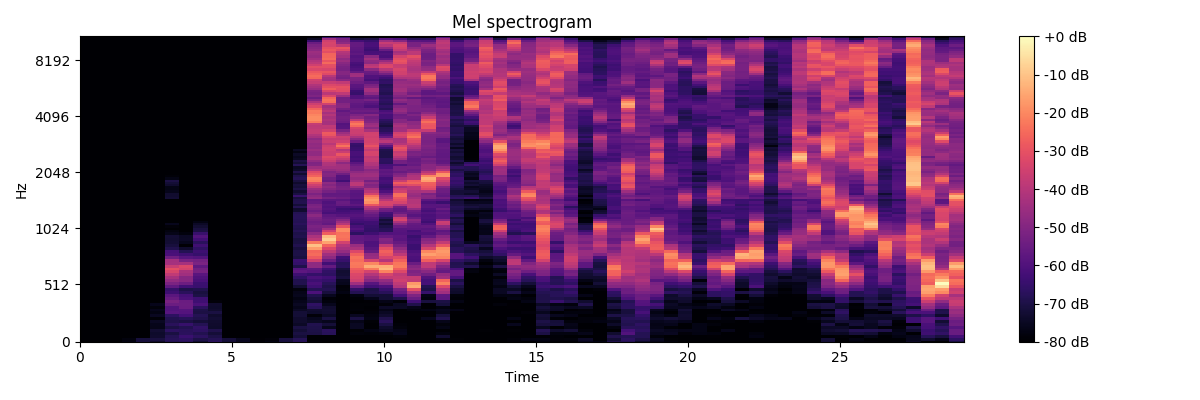 Mel spectrogram
+0 dB
8192
-10 dB
4096
-20 dB
-30 dB
Hz
2048
-40 dB
1024
-50 dB
-60 dB
512
-70 dB
0
-80 dB
0 5 10 15 20 25
Time